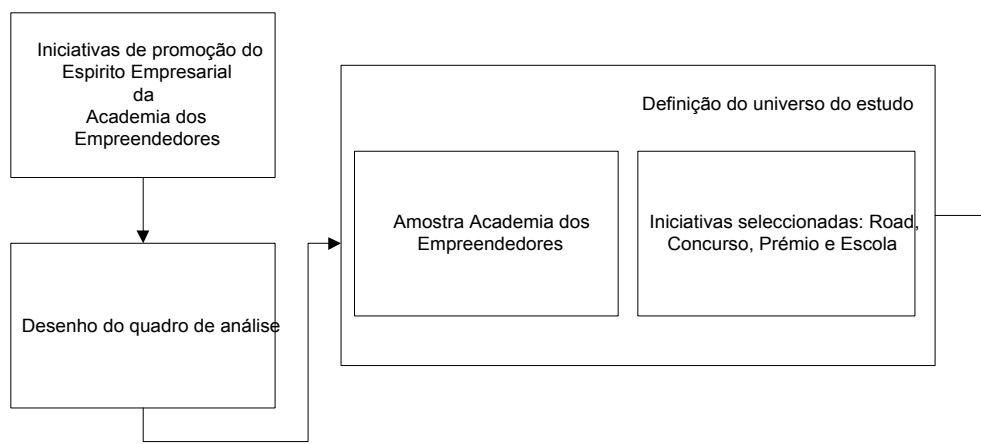 Iniciativas de promoção do
Espirito Empresarial
da
Academia dos
Empreendedores
Desenho do quadro de análise
Definição do universo do estudo
Amostra Academia dos
Empreendedores
Iniciativas seleccionadas: Road,
Concurso, Prémio e Escola